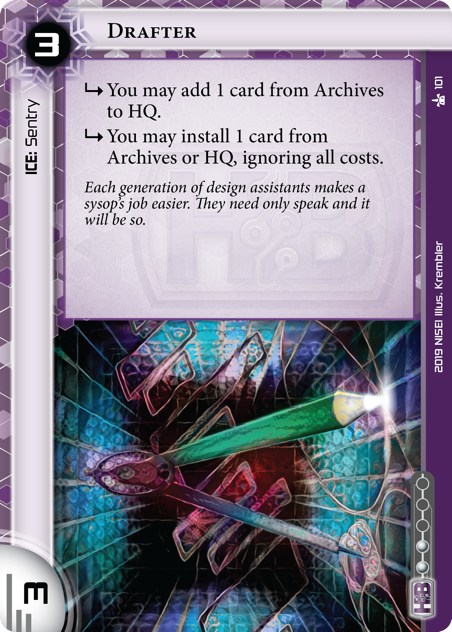 3
Drafter
ICE: Sentry
↳ You may add 1 card from Archives
to HQ.
↳ You may install 1 card from
Archives or HQ, ignoring all costs.
Each generation of design assistants makes a
sysop's job easier. They need only speak and it
will be so.
101
2019 NISEI Illus. Krembler
3
HB